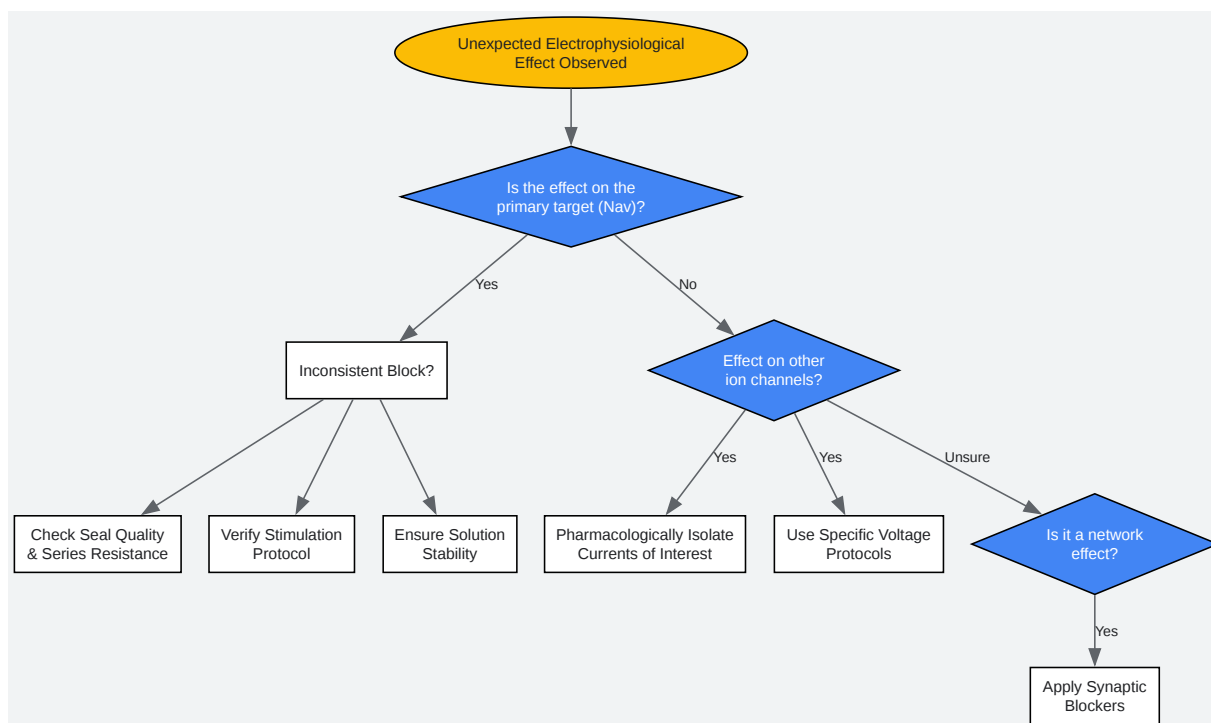 Unexpected Electrophysiological
Effect Observed
Is the effect on the
primary target (Nav)?
Yes
No
Inconsistent Block?
Effect on other
ion channels?
Yes
Yes
Unsure
Check Seal Quality
& Series Resistance
Verify Stimulation
Protocol
Ensure Solution
Stability
Pharmacologically Isolate
Currents of Interest
Use Specific Voltage
Protocols
Is it a network
effect?
Yes
Apply Synaptic
Blockers